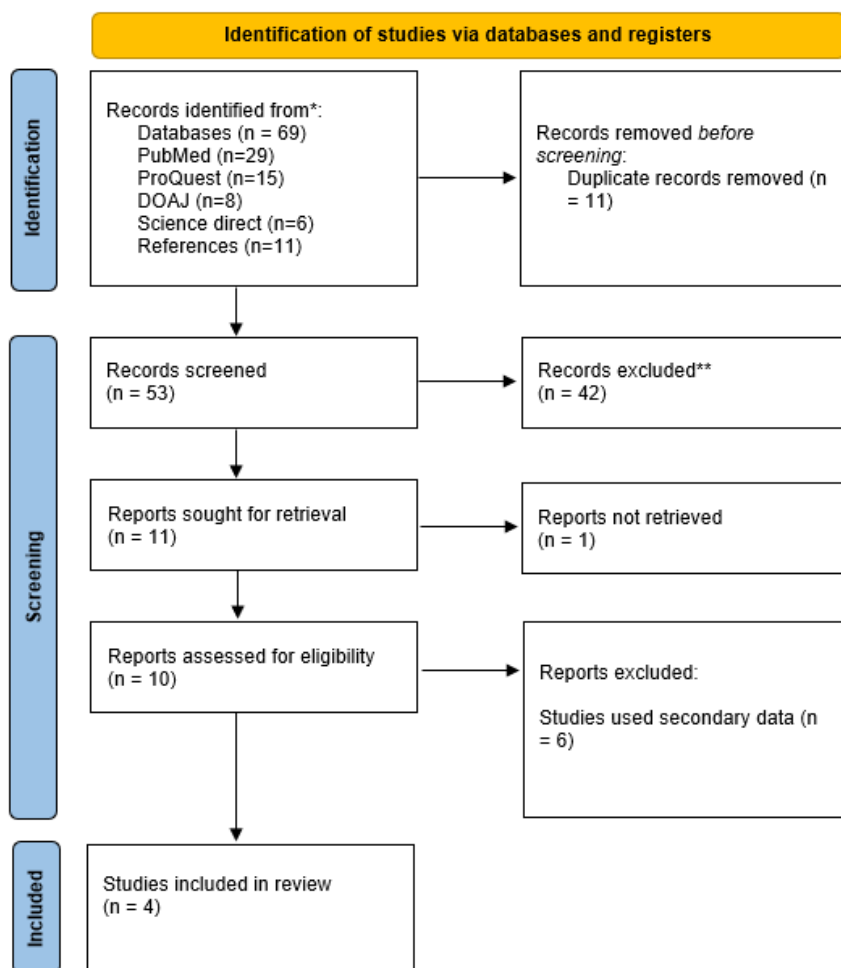 Identification of studies via databases and registers
Identification
Records identified from*:
Databases (n = 69)
PubMed (n=29)
ProQuest (n=15)
DOAJ (n=8)
Science direct (n=6)
References (n=11)
Records removed before
screening:
Duplicate records removed (n
= 11)
Screening
Records screened
(n = 53)
Records excluded**
(n = 42)
Reports sought for retrieval
(n = 11)
Reports not retrieved
(n = 1)
Reports assessed for eligibility
(n = 10)
Reports excluded:
Studies used secondary data (n
= 6)
Included
Studies included in review
(n = 4)